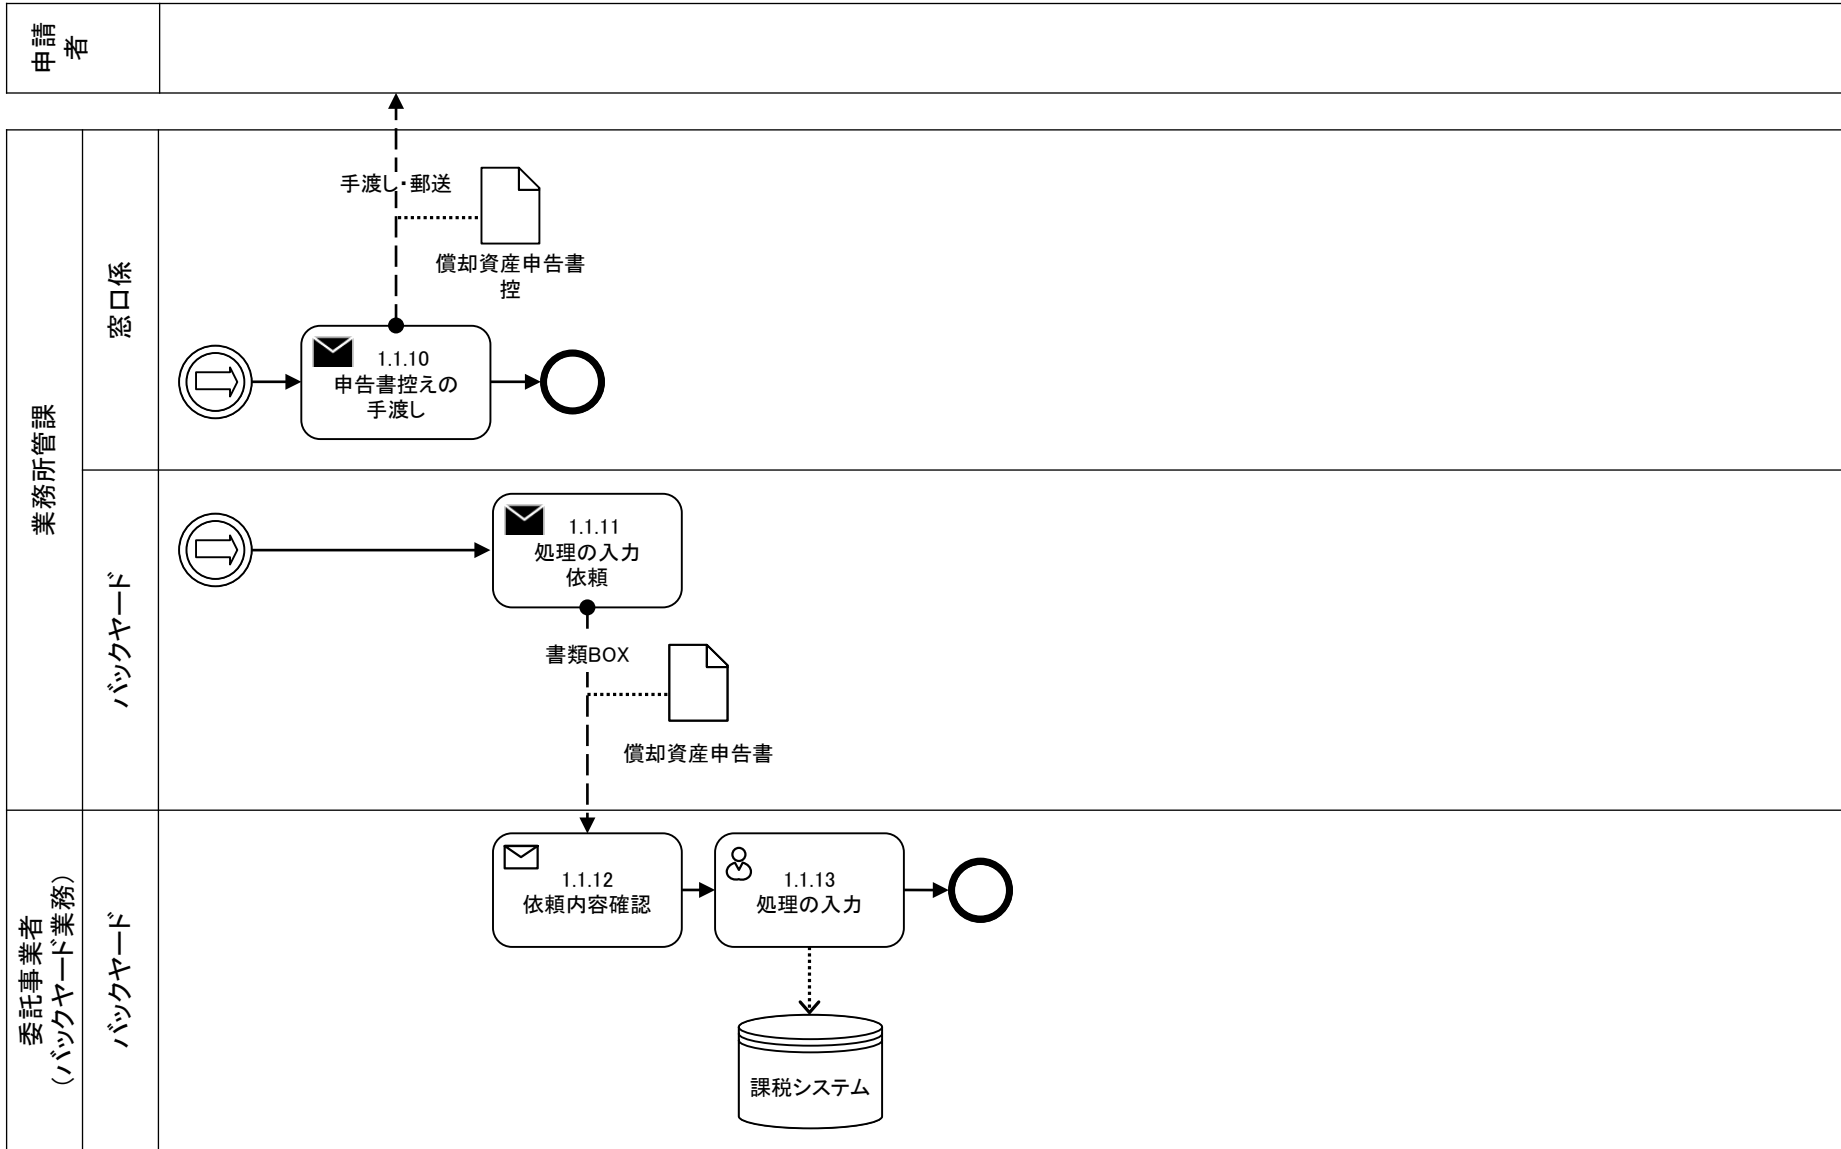 申請
者
業務所管課
窓口係
手渡し・郵送
償却資産申告書
控
1.1.10
申告書控えの
手渡し
バックヤード
1.1.11
処理の入力
依頼
書類BOX
償却資産申告書
委託事業者
（バックヤード業務）
バックヤード
1.1.12
依頼内容確認
1.1.13
処理の入力
課税システム